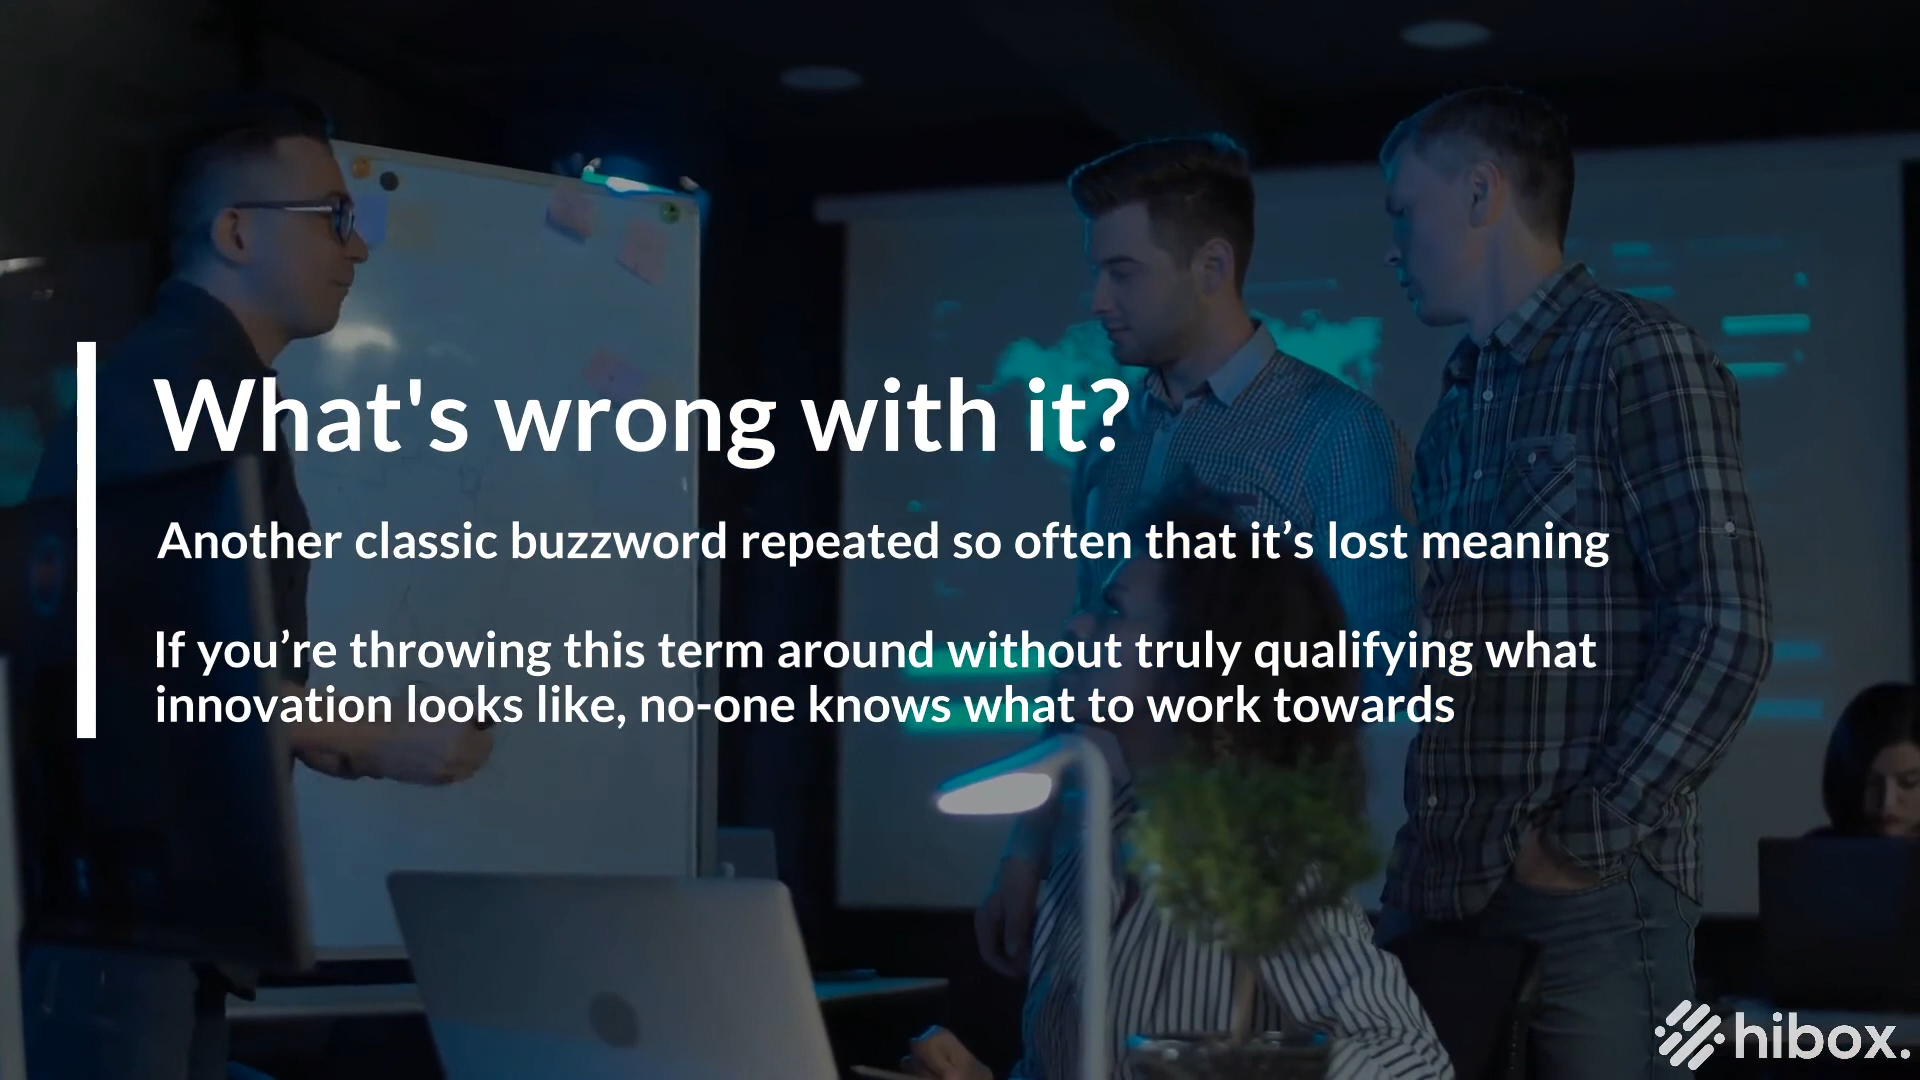 What's wrong with it?
Another classic buzzword repeated so often that it’s lost meaning
If you’re throwing this term around without truly qualifying what
innovation looks like, no-one knows what to work towards
hibox.